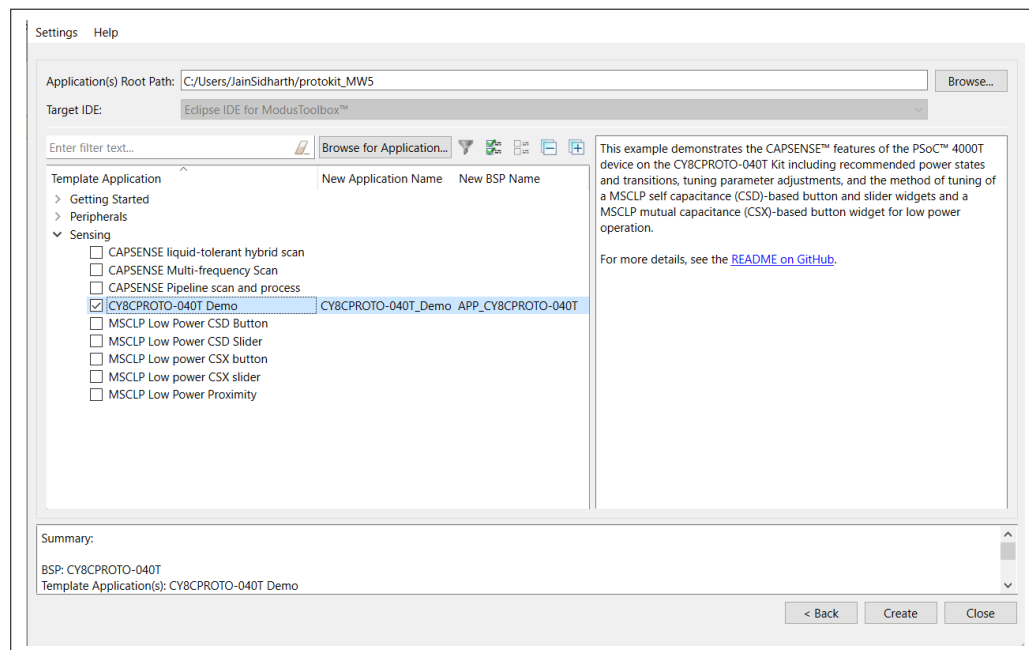 Settings Help
Application(s) Root Path: C:/Users/JainSidharth/protokit_MW5 Browse...
Target IDE: Eclipse IDE for ModusToolbox™
Enter filter text... Browse for Application...
Template Application New Application Name New BSP Name
Getting Started
Peripherals
Sensing
CAPSENSE liquid-tolerant hybrid scan
CAPSENSE Multi-frequency Scan
CAPSENSE Pipeline scan and process
CY8CPROTO-040T Demo CY8CPROTO-040T_Demo APP_CY8CPROTO-040T
MSCLP Low Power CSD Button
MSCLP Low Power CSD Slider
MSCLP Low power CSX button
MSCLP Low power CSX slider
MSCLP Low Power Proximity
This example demonstrates the CAPSENSE™ features of the PSoC™ 4000T
device on the CY8CPROTO-040T Kit including recommended power states
and transitions, tuning parameter adjustments, and the method of tuning of
a MSCLP self capacitance (CSD)-based button and slider widgets and a
MSCLP mutual capacitance (CSX)-based button widget for low power
operation.
For more details, see the README on GitHub.
Summary:
BSP: CY8CPROTO-040T
Template Application(s): CY8CPROTO-040T Demo
< Back Create Close